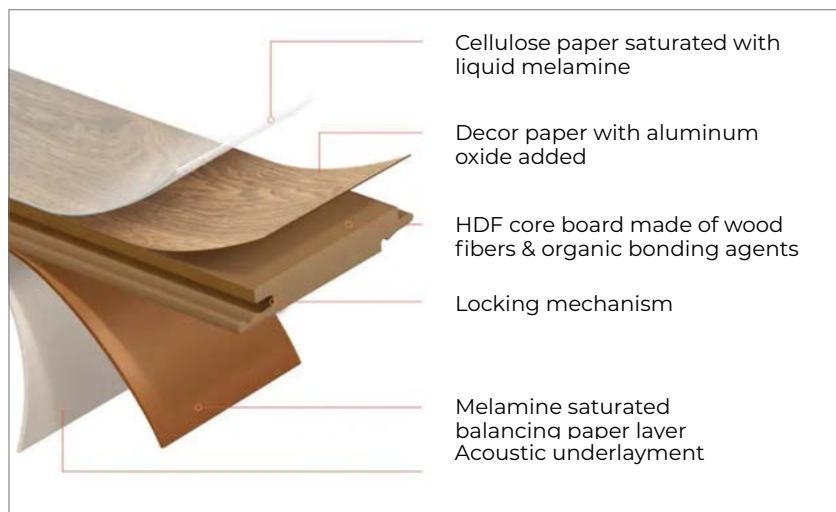 Cellulose paper saturated with
liquid melamine
Decor paper with aluminum
oxide added
HDF core board made of wood
fibers & organic bonding agents
Locking mechanism
Melamine saturated
balancing paper layer
Acoustic underlayment